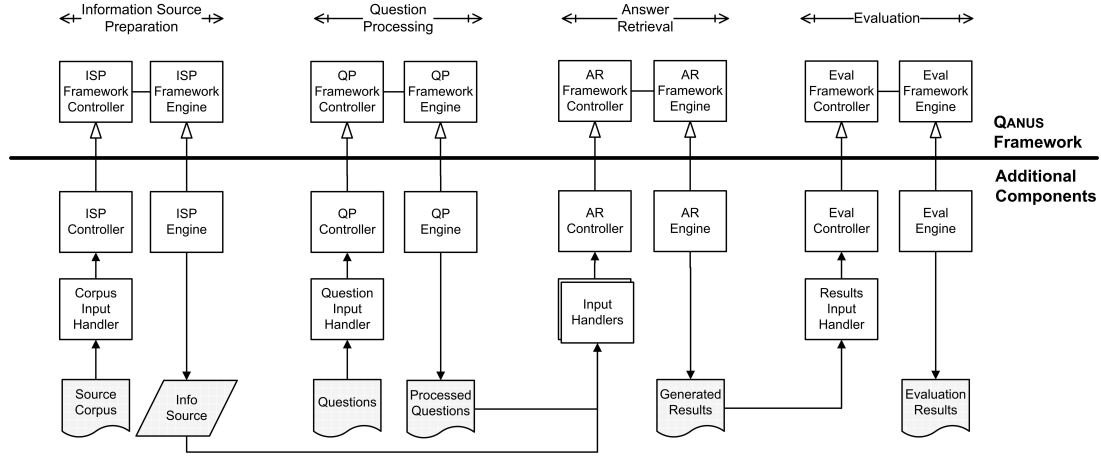 Information Source
Preparation
Question
Processing
Answer
Retrieval
Evaluation
ISP
Framework
Controller
ISP
Framework
Engine
QP
Framework
Controller
QP
Framework
Engine
AR
Framework
Controller
AR
Framework
Engine
Eval
Framework
Controller
Eval
Framework
Engine
QANUS
Framework
Additional
Components
ISP
Controller
ISP
Engine
QP
Controller
QP
Engine
AR
Controller
AR
Engine
Eval
Controller
Eval
Engine
Corpus
Input
Handler
Question
Input
Handler
Input
Handlers
Results
Input
Handler
Source
Corpus
Info
Source
Questions
Processed
Questions
Generated
Results
Evaluation
Results